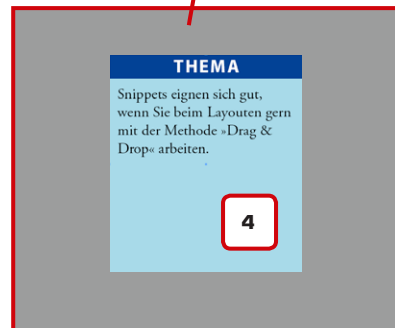 THEMA
Snippets eignen sich gut,
wenn Sie beim Layouten gern
mit der Methode »Drag &
Drop« arbeiten.
4